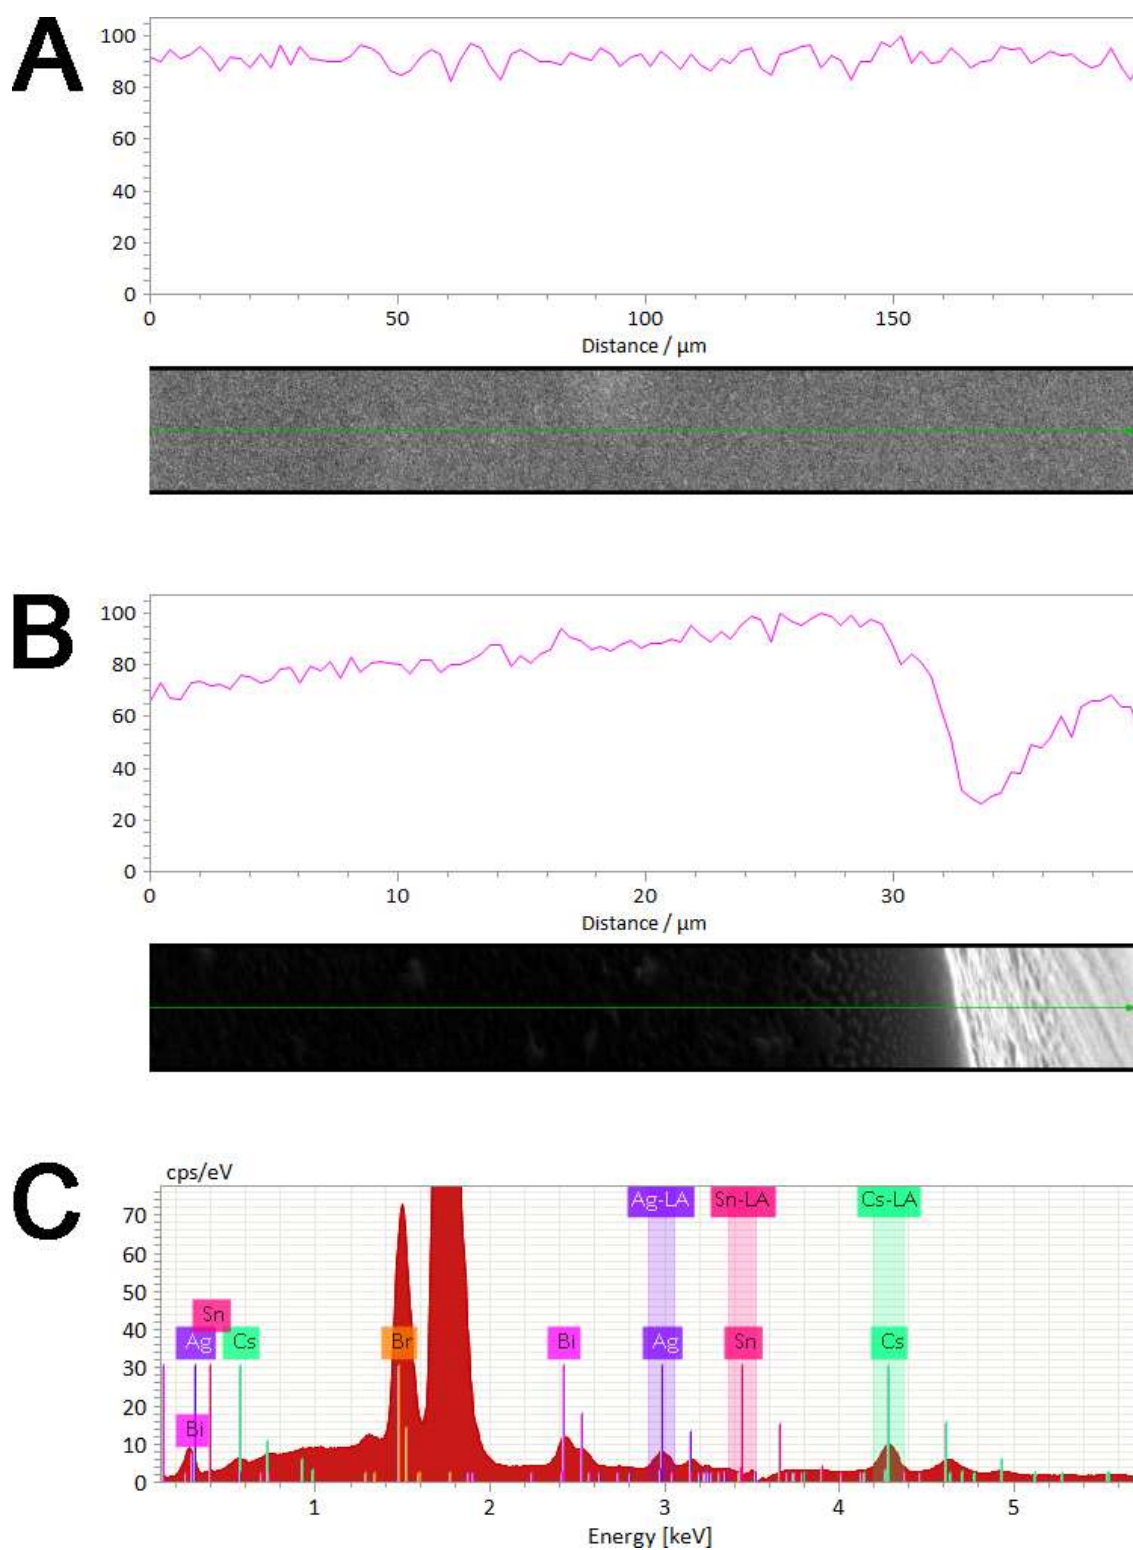 A
100
80
60
40
20
0
0 50 100 150
Distance / µm
B
100
80
60
40
20
0
0 10 20 30
Distance / µm
C
cps/eV
70
60
50
40
30
20
10
0
Ag-LA Sn-LA Cs-LA
Sn
Ag Cs Br Bi Ag Sn Cs
Bi
1 2 3 4 5
Energy [keV]